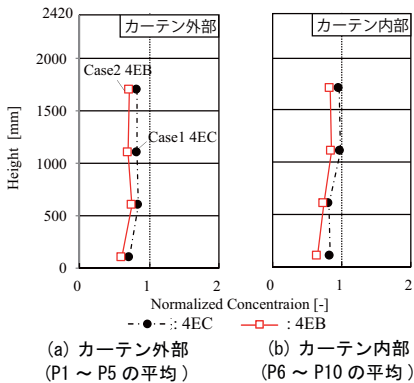 2420
カーテン外部
カーテン内部
2000
Case2 4EB
1500
Case1 4EC
1000
500
0
Height [mm]
0 1 2
0 1 2
Normalized Concentraion [-]
: 4EC : 4EB
(a) カーテン外部
(P1 ～ P5 の平均 )
(b) カーテン内部
(P6 ～ P10 の平均 )